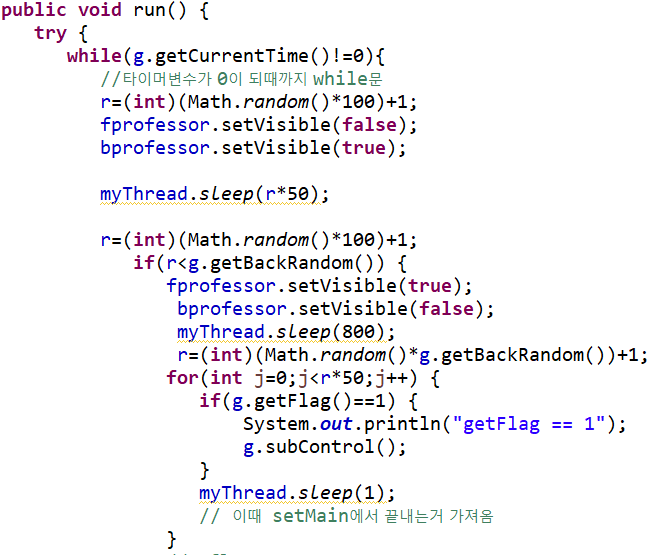 public void run() {
try {
while(g.getCurrentTime()!=0){
//타이머변수가 0이 되때까지 while문
r=(int)(Math.random()*100)+1;
fprofessor.setVisible(false);
bprofessor.setVisible(true);
myThread.sleep(r*50);
r=(int)(Math.random()*100)+1;
if(r<g.getBackRandom()) {
fprofessor.setVisible(true);
bprofessor.setVisible(false);
myThread.sleep(800);
r=(int)(Math.random()*g.getBackRandom())+1;
for(int j=0;j<r*50;j++) {
if(g.getFlag()==1) {
System.out.println("getFlag == 1");
g.subControl();
}
myThread.sleep(1);
// 이때 setMain에서 끝내는거 가져옴
}